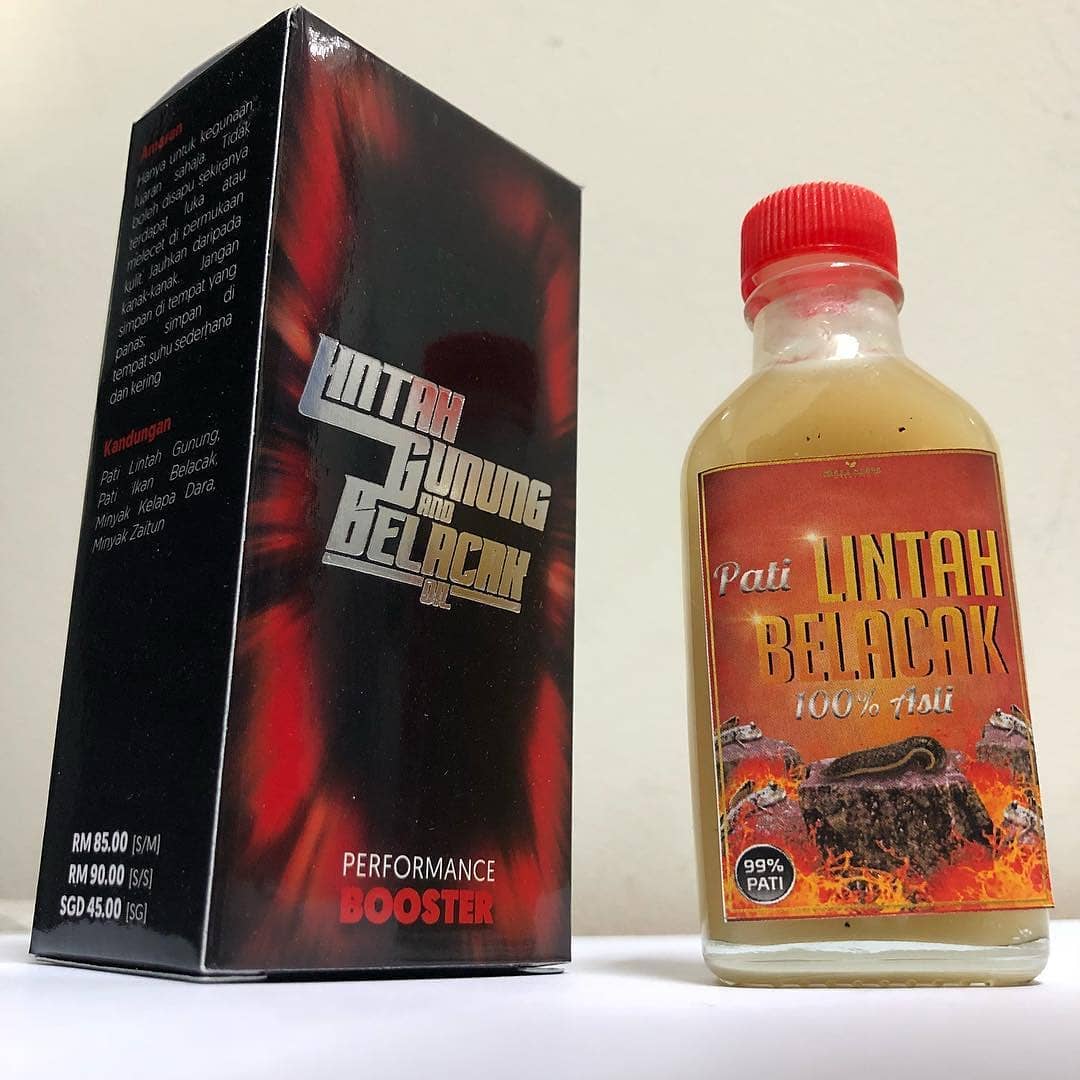 Amaran
Hanya untuk kegunaan
luaran sahaja. Tidak
boleh disapu sekiranya
terdapat luka atau
melecet di permukaan
kulit. Jauhkan daripada
kanak-kanak. Jangan
simpan di tempat yang
panas. simpan di
tempat suhu sederhana
dan kering
Kandungan
Pati Lintah Gunung,
Pati Ikan Belacak,
Minyak Kelapa Dara,
Minyak Zaitun
RM 85.00 [S/M]
RM 90.00 [S/S]
SGD 45.00 [SG]
LINTAH
GUNUNG
AND
BELACAK
OIL
PERFORMANCE
BOOSTER
Pati LINTAH
BELACAK
100% Asli
99%
PATI